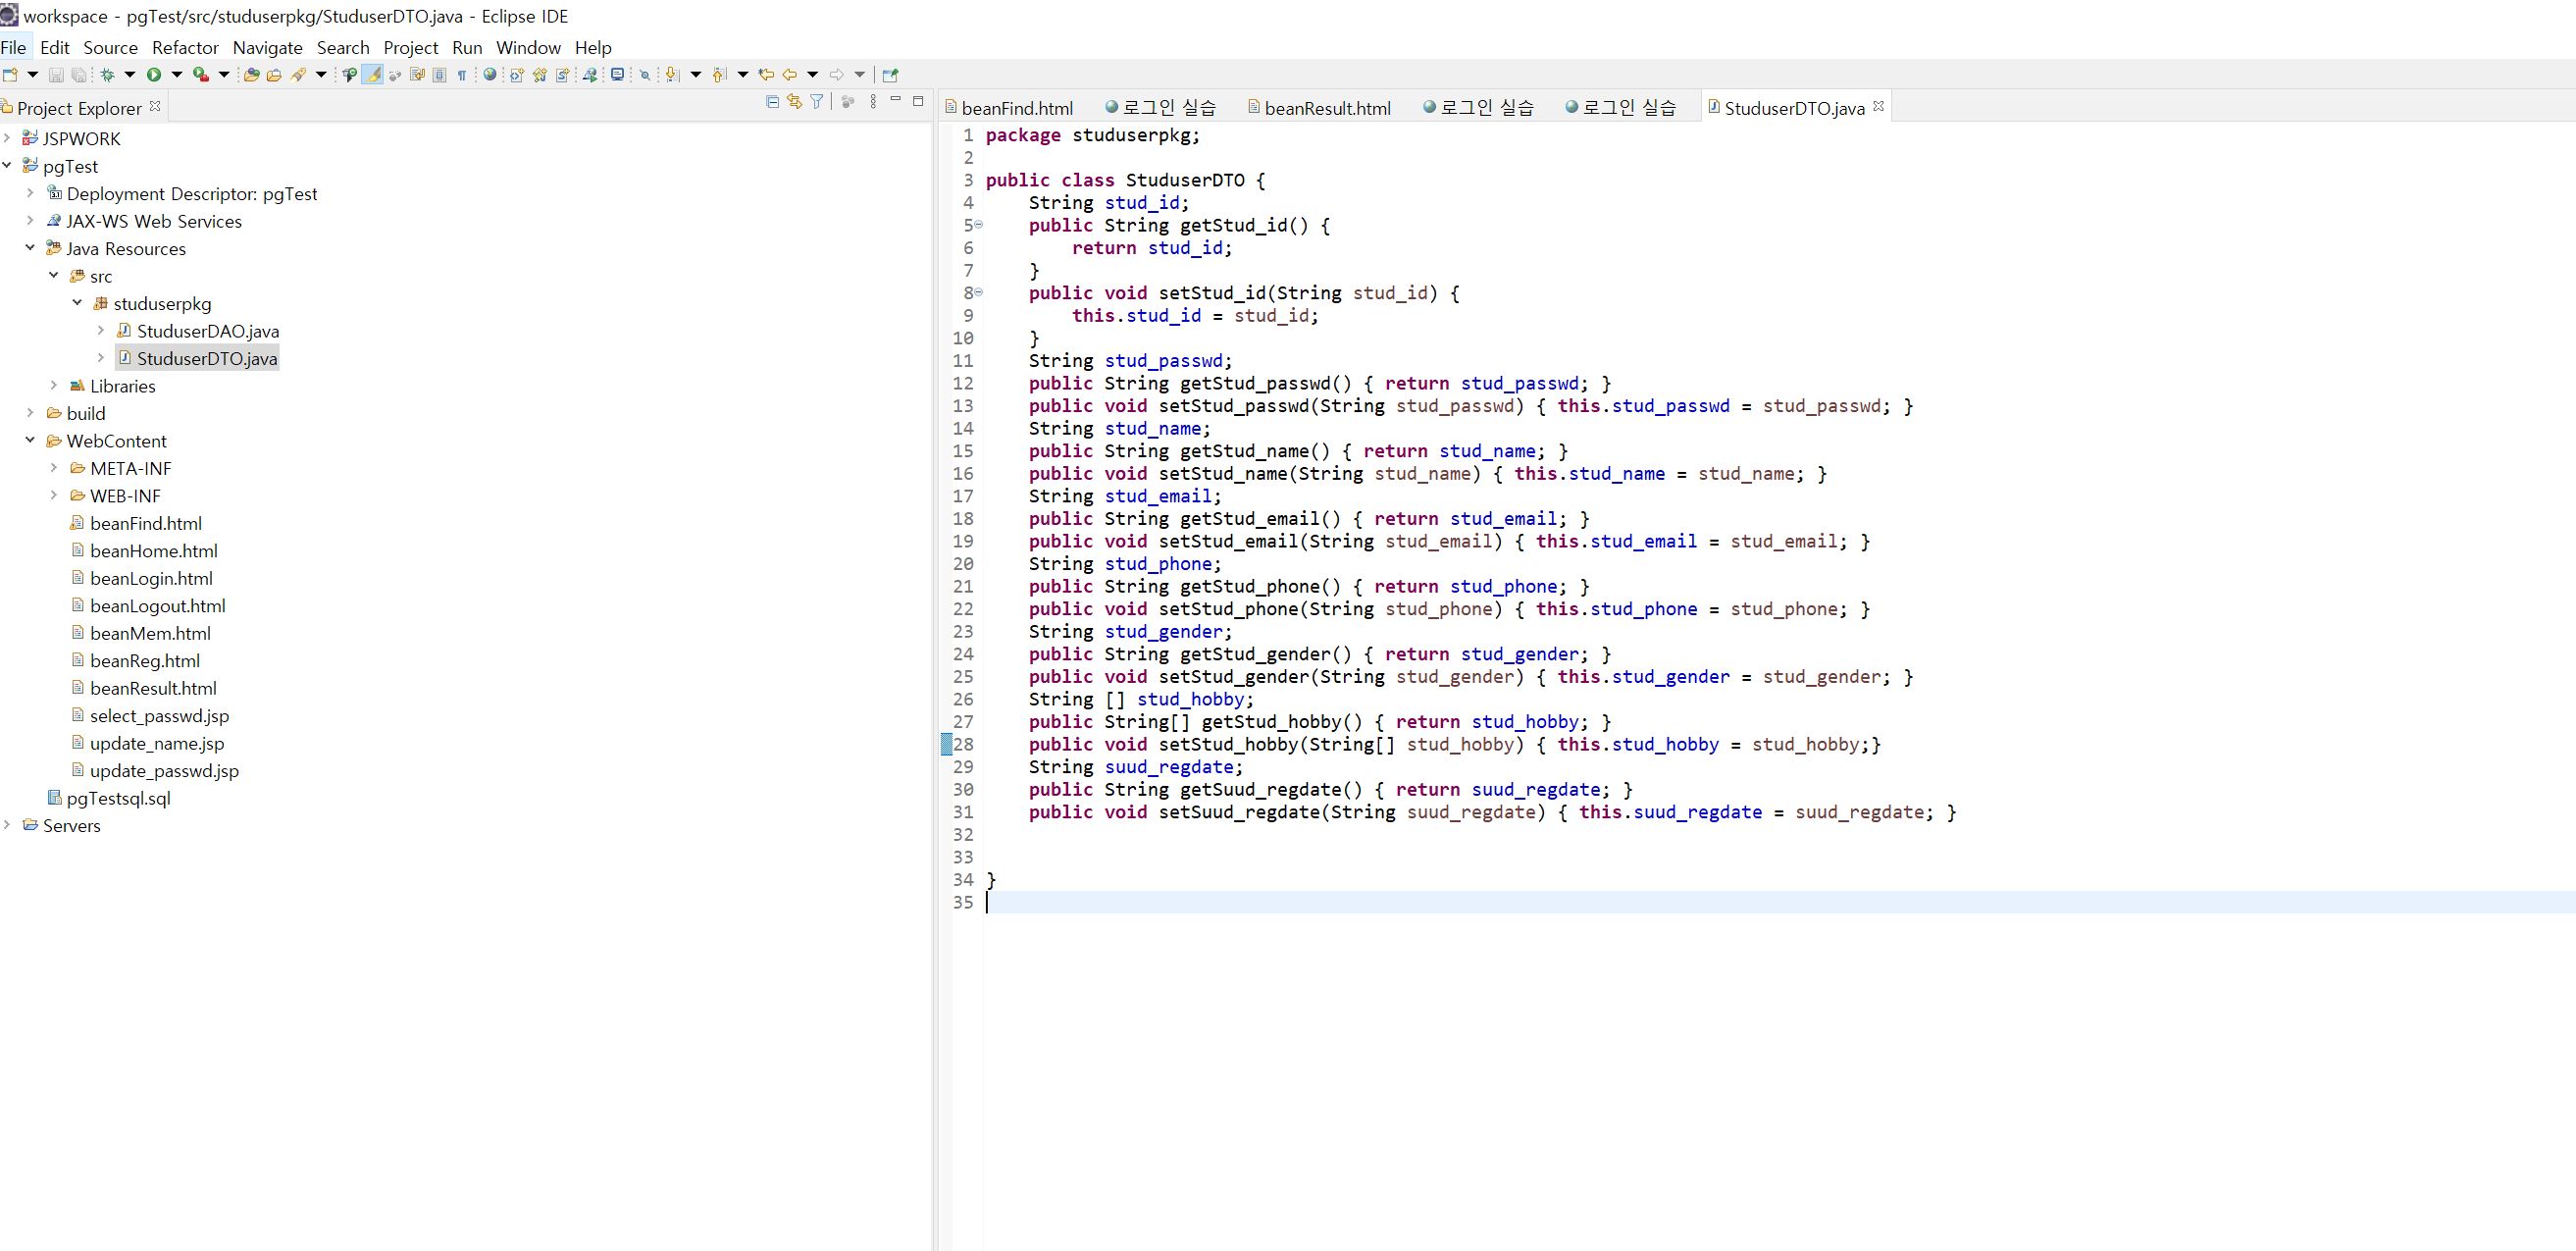 workspace - pgTest/src/studuserpkg/StuduserDTO.java - Eclipse IDE
File Edit Source Refactor Navigate Search Project Run Window Help
Project Explorer
JSPWORK
pgTest
Deployment Descriptor: pgTest
JAX-WS Web Services
Java Resources
src
studuserpkg
StuduserDAO.java
StuduserDTO.java
Libraries
build
WebContent
META-INF
WEB-INF
beanFind.html
beanHome.html
beanLogin.html
beanLogout.html
beanMem.html
beanReg.html
beanResult.html
select_passwd.jsp
update_name.jsp
update_passwd.jsp
pgTestsql.sql
Servers
beanFind.html 로그인 실습 beanResult.html 로그인 실습 로그인 실습 StuduserDTO.java
1 package studuserpkg;
2
3 public class StuduserDTO {
4 String stud_id;
5 public String getStud_id() {
6 return stud_id;
7 }
8 public void setStud_id(String stud_id) {
9 this.stud_id = stud_id;
10 }
11 String stud_passwd;
12 public String getStud_passwd() { return stud_passwd; }
13 public void setStud_passwd(String stud_passwd) { this.stud_passwd = stud_passwd; }
14 String stud_name;
15 public String getStud_name() { return stud_name; }
16 public void setStud_name(String stud_name) { this.stud_name = stud_name; }
17 String stud_email;
18 public String getStud_email() { return stud_email; }
19 public void setStud_email(String stud_email) { this.stud_email = stud_email; }
20 String stud_phone;
21 public String getStud_phone() { return stud_phone; }
22 public void setStud_phone(String stud_phone) { this.stud_phone = stud_phone; }
23 String stud_gender;
24 public String getStud_gender() { return stud_gender; }
25 public void setStud_gender(String stud_gender) { this.stud_gender = stud_gender; }
26 String [] stud_hobby;
27 public String[] getStud_hobby() { return stud_hobby; }
28 public void setStud_hobby(String[] stud_hobby) { this.stud_hobby = stud_hobby;}
29 String suud_regdate;
30 public String getSuud_regdate() { return suud_regdate; }
31 public void setSuud_regdate(String suud_regdate) { this.suud_regdate = suud_regdate; }
32
33
34 }
35